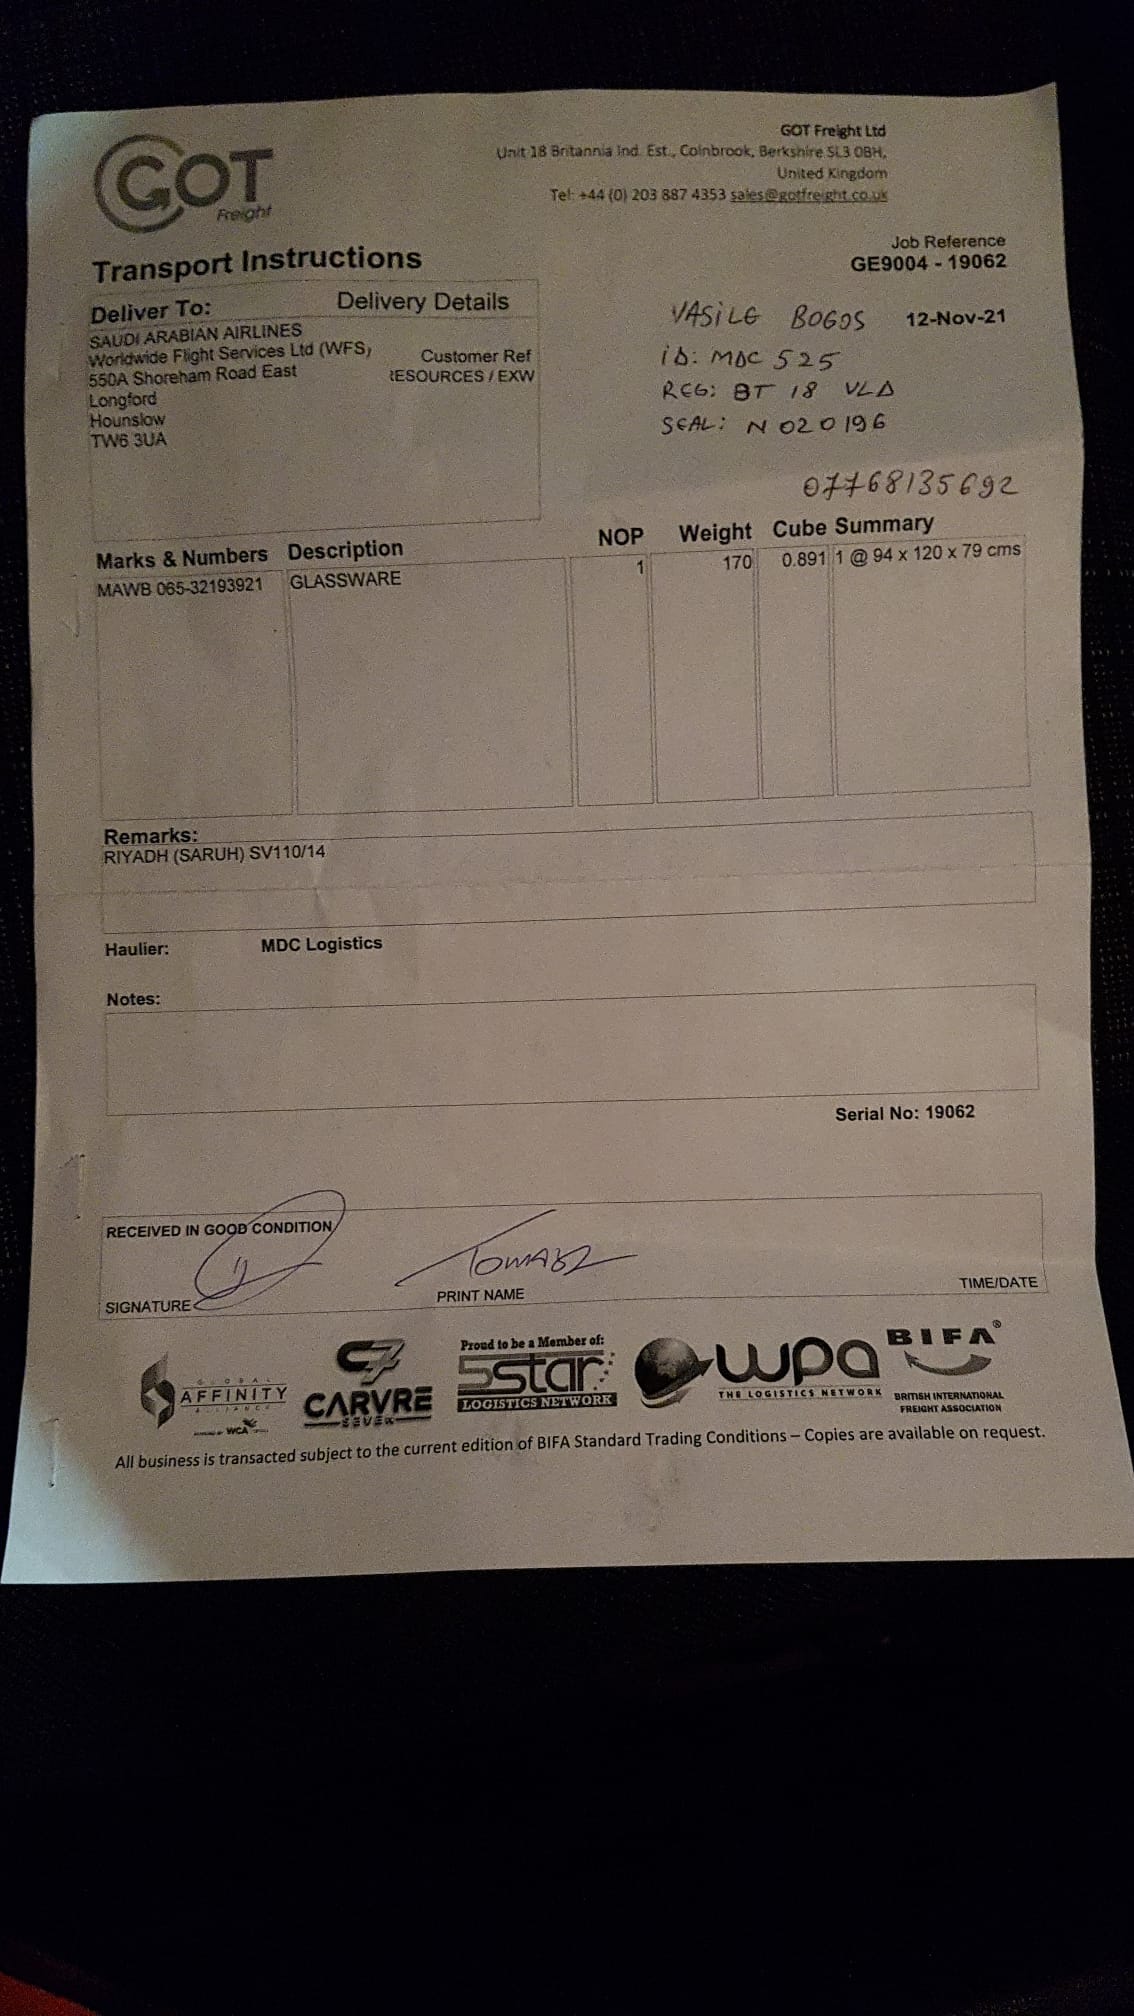 GOT
Freight
GOT Freight Ltd
Unit 18 Britannia Ind. Est., Colnbrook, Berkshire SL3 0BH,
United Kingdom
Tel: +44 (0) 203 887 4353 sales@gotfreight.co.uk
Transport Instructions
Job Reference
GE9004 - 19062
Deliver To:
Delivery Details
SAUDI ARABIAN AIRLINES
Worldwide Flight Services Ltd (WFS)
550A Shoreham Road East
Longford
Hounslow
TW6 3UA
Customer Ref
RESOURCES / EXW
VASILE BOGOS 12-Nov-21
iD: MDC 525
REG: BT 18 VLA
SEAL: N 020196
07768135692
Marks & Numbers Description NOP Weight Cube Summary
MAWB 065-32193921 GLASSWARE 1 170 0.891 1 @ 94 x 120 x 79 cms
Remarks:
RIYADH (SARUH) SV110/14
Haulier: MDC Logistics
Notes:
Serial No: 19062
RECEIVED IN GOOD CONDITION
TOMASZ
SIGNATURE PRINT NAME TIME/DATE
GLOBAL
AFFINITY
ALLIANCE
WCA
CARVRE
SEVEN
Proud to be a Member of:
5star
LOGISTICS NETWORK
wpa
THE LOGISTICS NETWORK
BIFA®
BRITISH INTERNATIONAL
FREIGHT ASSOCIATION
All business is transacted subject to the current edition of BIFA Standard Trading Conditions – Copies are available on request.